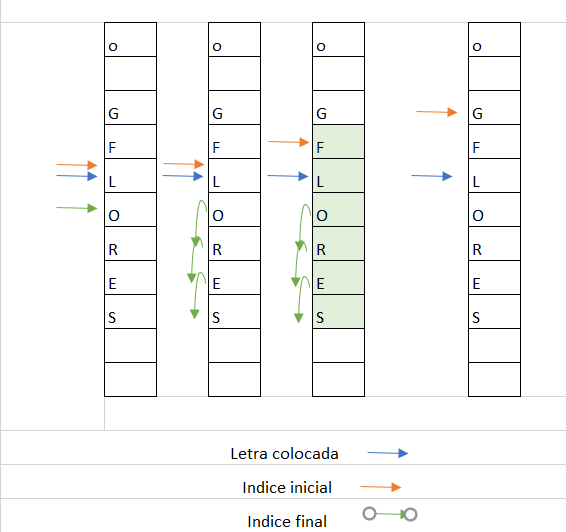 o o o o
G G G G
F F F F
L L L L
O O O O
R R R R
E E E E
S S S S
Letra colocada
Indice inicial
Indice final